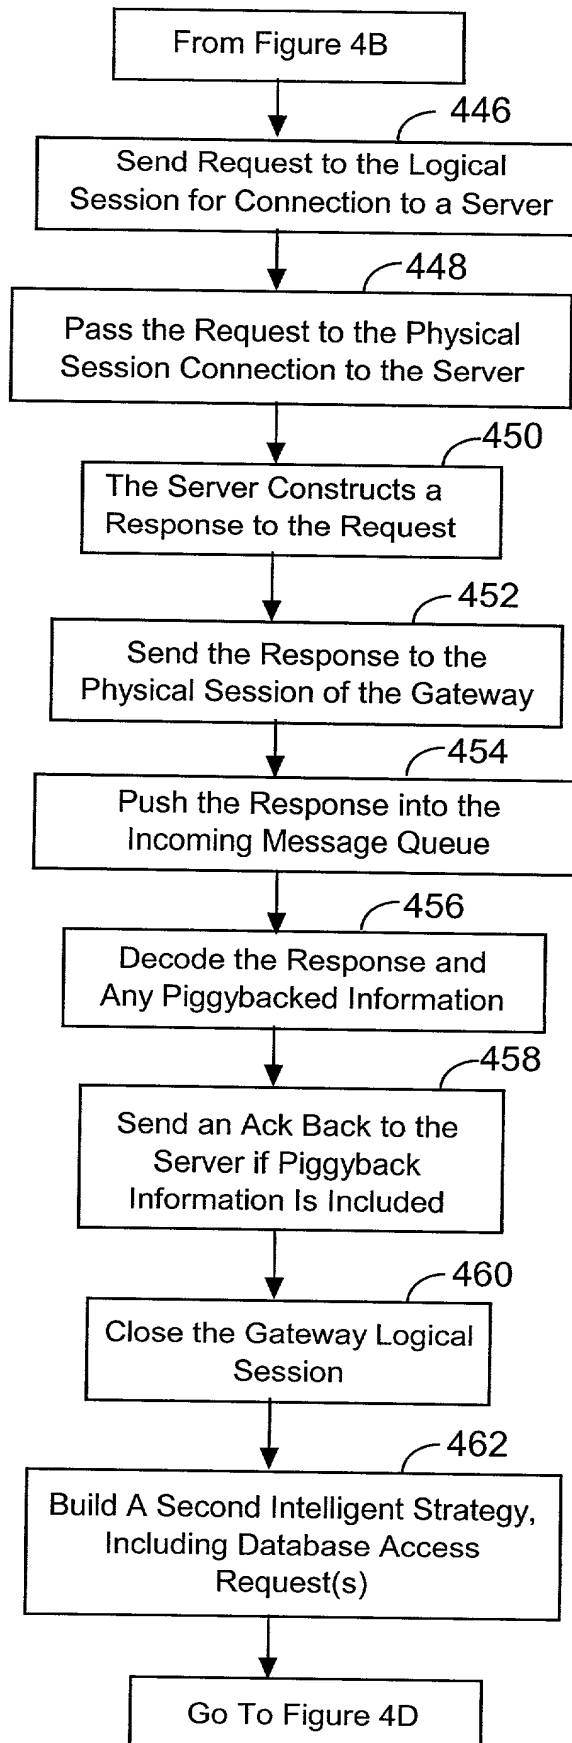 From Figure 4B
446
Send Request to the Logical
Session for Connection to a Server
448
Pass the Request to the Physical
Session Connection to the Server
450
The Server Constructs a
Response to the Request
452
Send the Response to the
Physical Session of the Gateway
454
Push the Response into the
Incoming Message Queue
456
Decode the Response and
Any Piggybacked Information
458
Send an Ack Back to the
Server if Piggyback
Information Is Included
460
Close the Gateway Logical
Session
462
Build A Second Intelligent Strategy,
Including Database Access
Request(s)
Go To Figure 4D